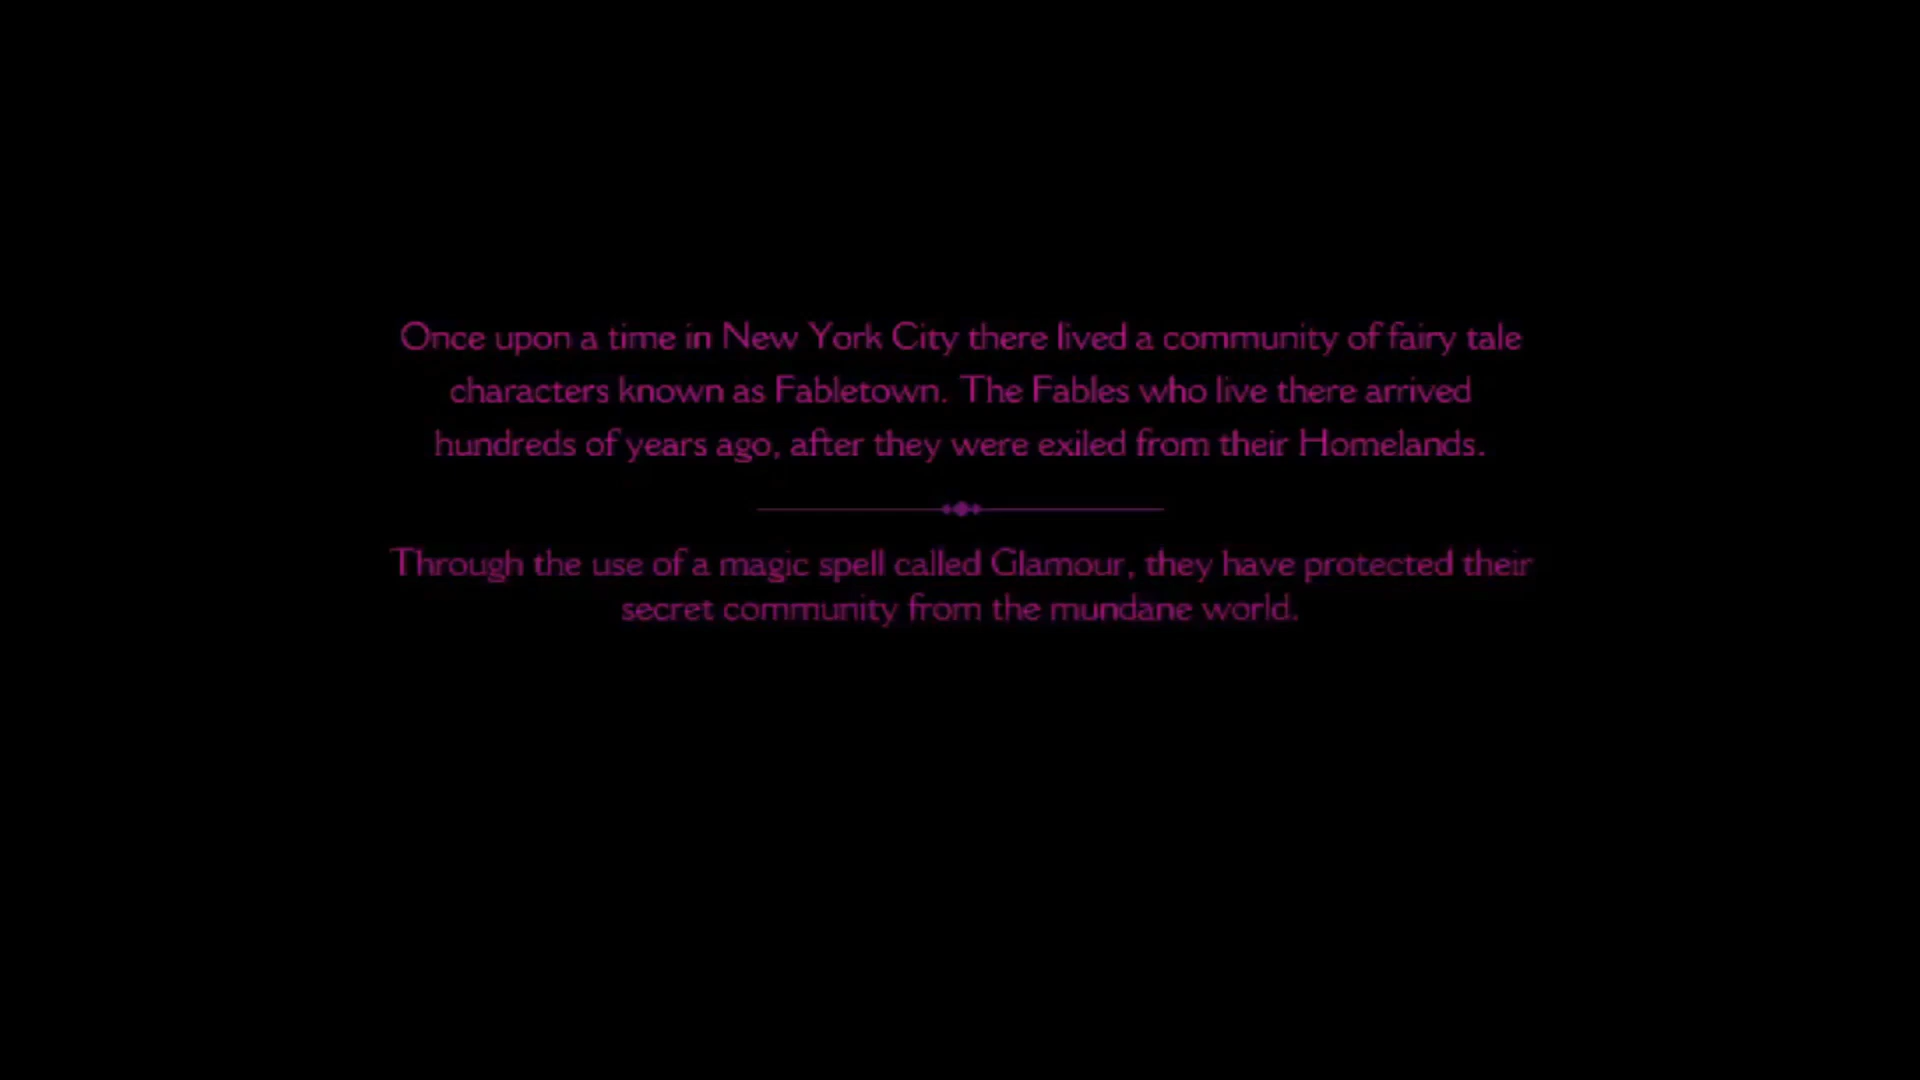 Once upon a time in New York City there lived a community of fairy tale
characters known as Fabletown. The Fables who live there arrived
hundreds of years ago, after they were exiled from their Homelands.
Through the use of a magic spell called Glamour, they have protected their
secret community from the mundane world.